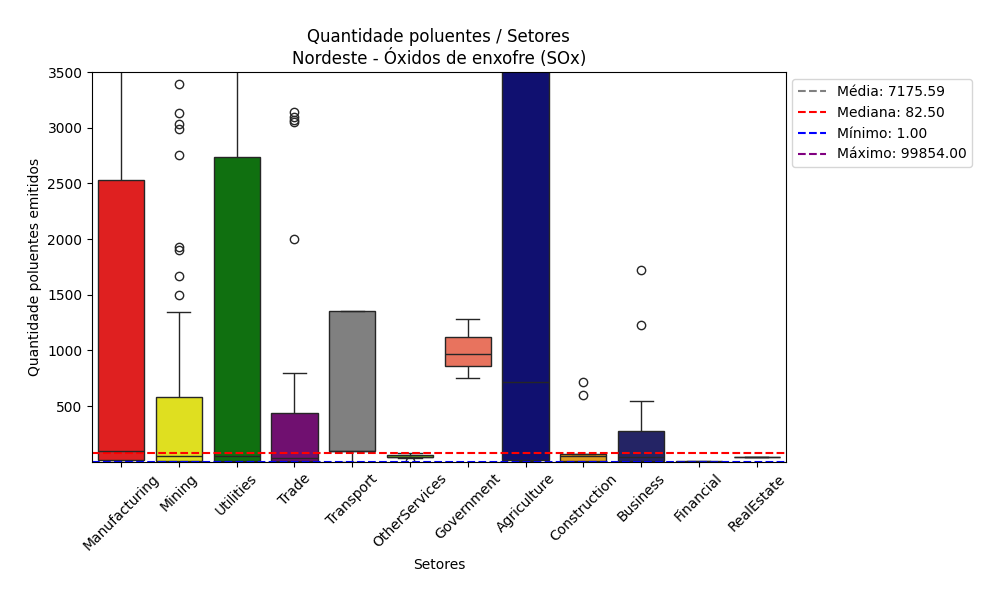 Quantidade poluentes / Setores
Nordeste - Óxidos de enxofre (SOx)
Quantidade poluentes emitidos
3500
3000
2500
2000
1500
1000
500
Manufacturing
Mining
Utilities
Trade
Transport
OtherServices
Government
Agriculture
Construction
Business
Financial
RealEstate
Setores
Média: 7175.59
Mediana: 82.50
Mínimo: 1.00
Máximo: 99854.00